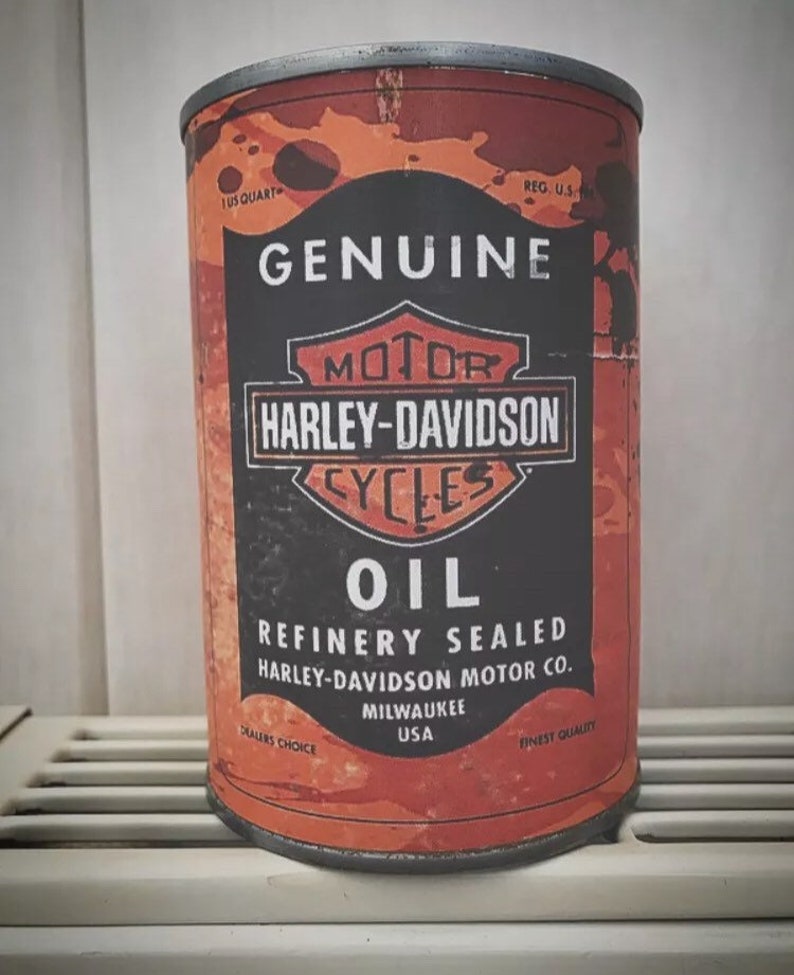 1 US QUART
REG. U.S.
GENUINE
MOTOR
HARLEY-DAVIDSON
CYCLES
OIL
REFINERY SEALED
HARLEY-DAVIDSON MOTOR CO.
MILWAUKEE
USA
DEALERS CHOICE
FINEST QUALITY